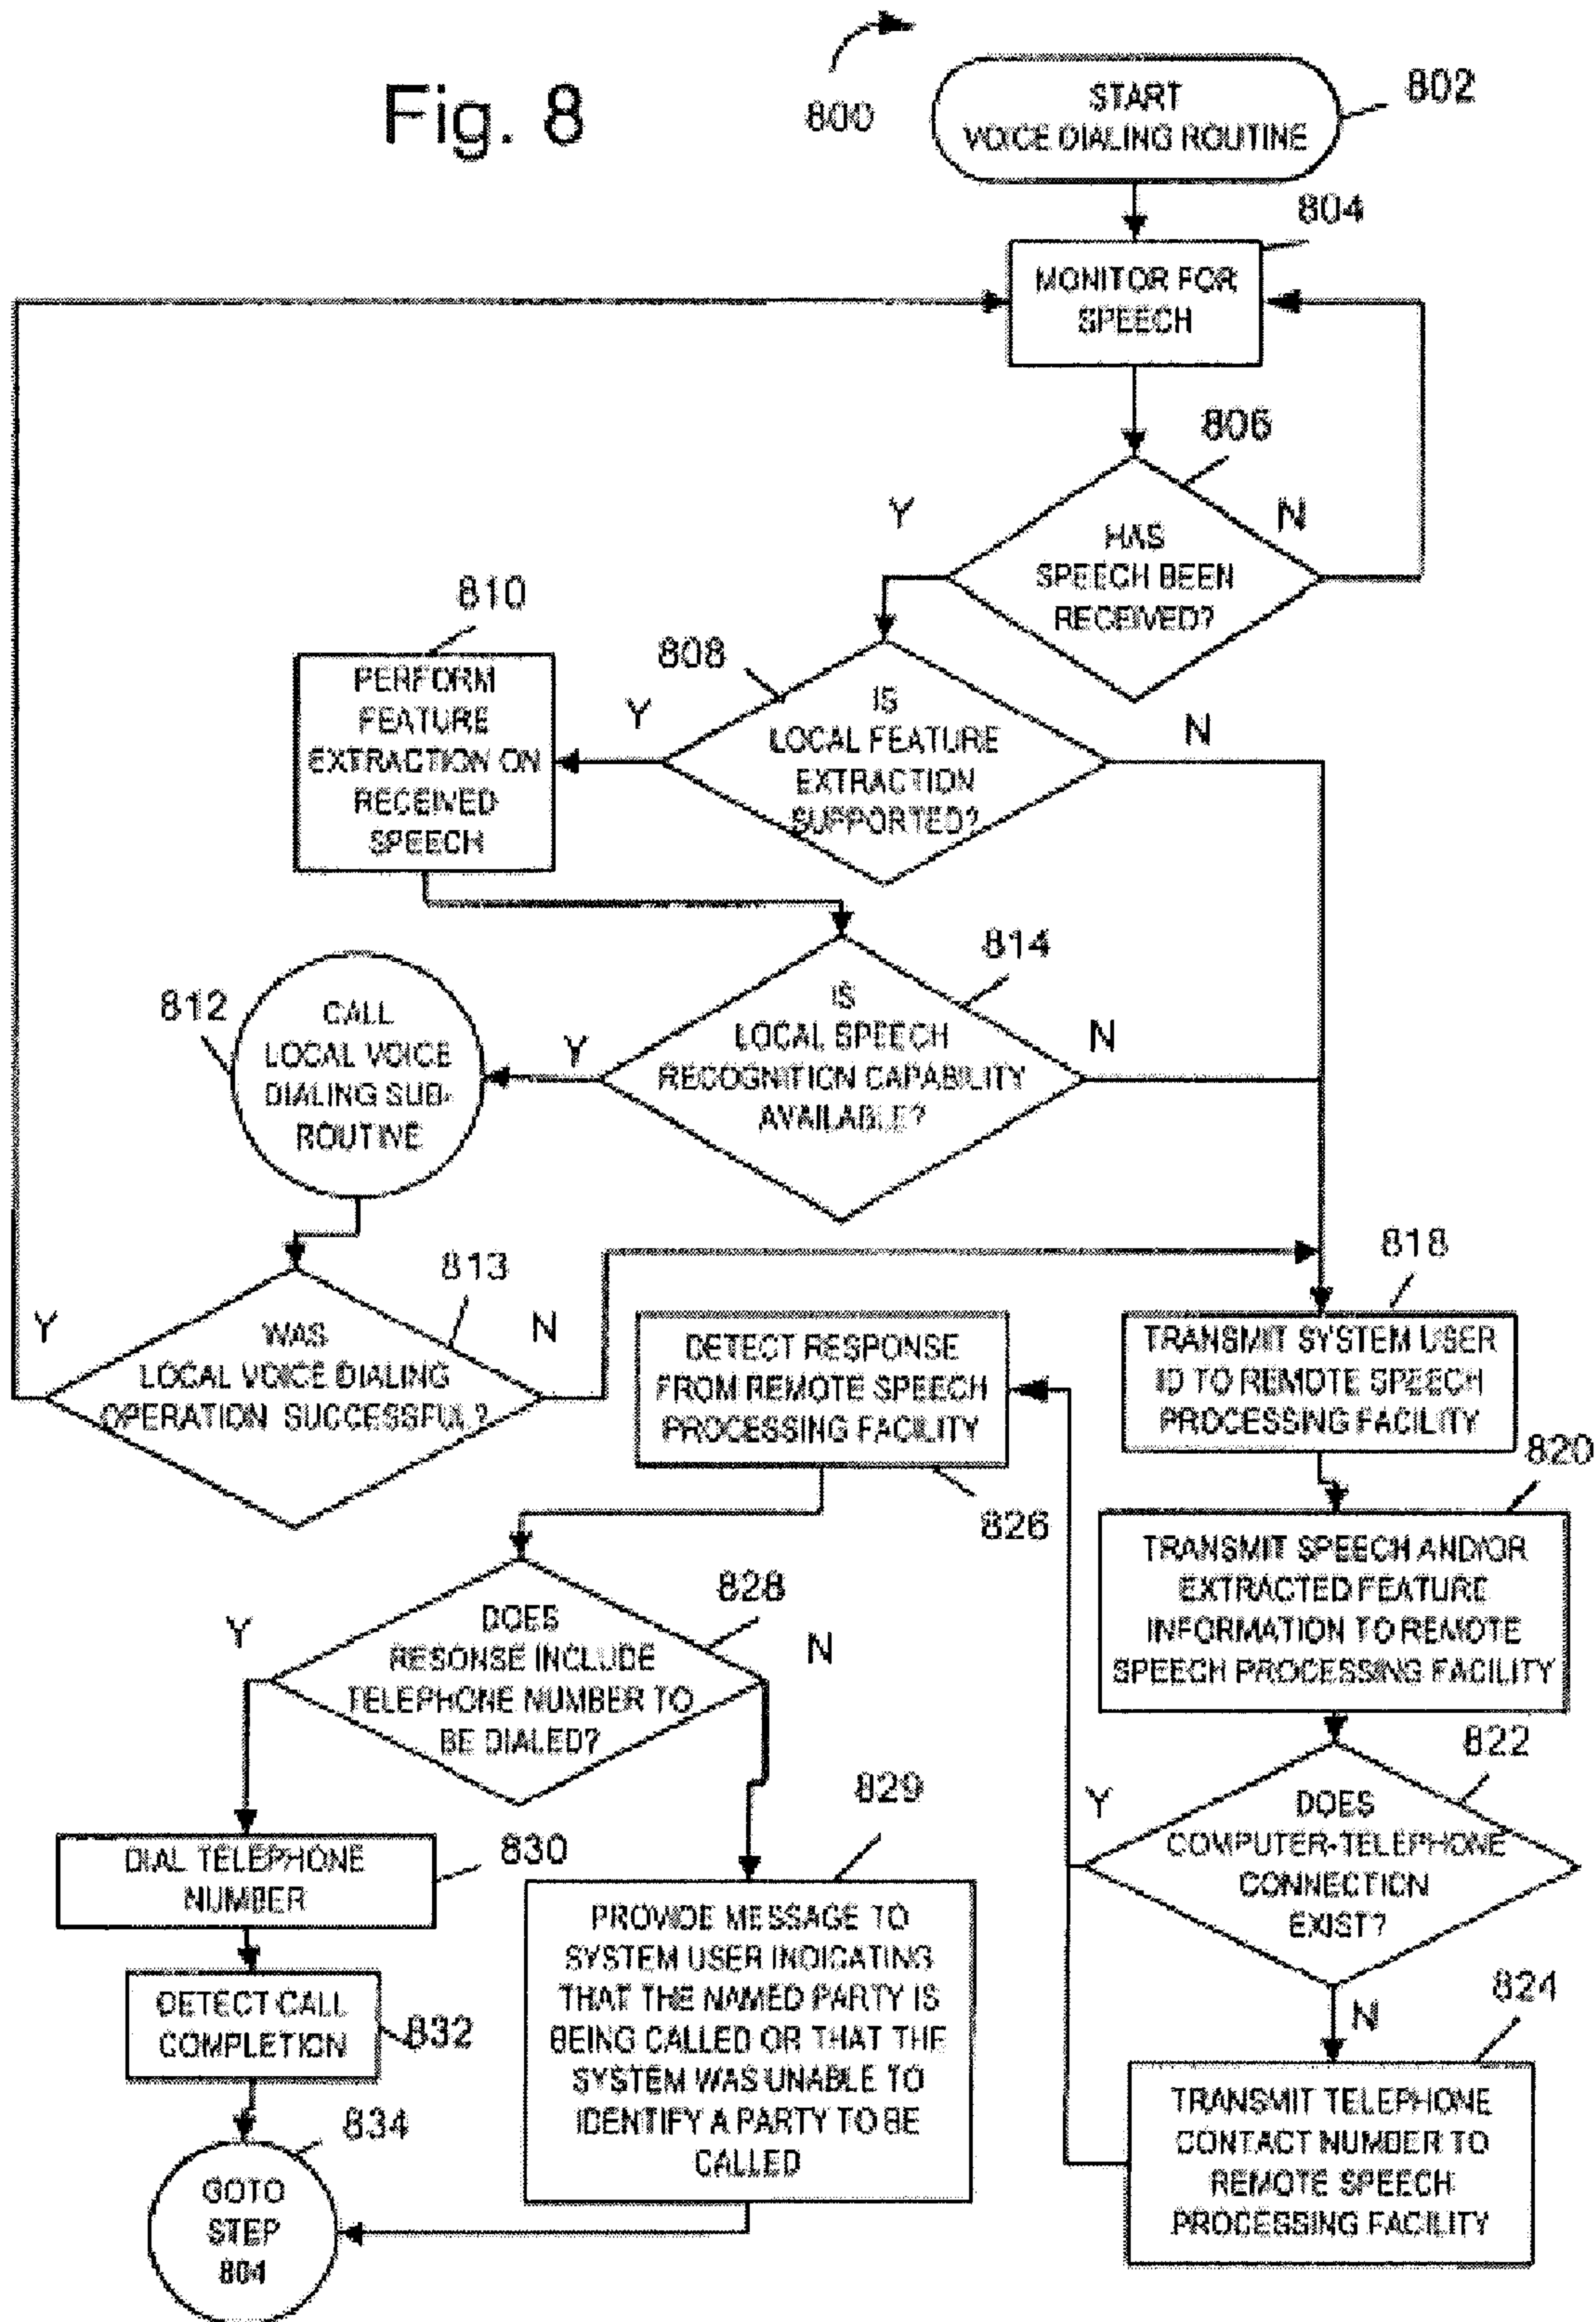 Fig. 8
800
START
VOICE DIALING ROUTINE
802
804
MONITOR FOR
SPEECH
806
Y
N
HAS
SPEECH BEEN
RECEIVED?
810
PERFORM
FEATURE
EXTRACTION ON
RECEIVED
SPEECH
808
Y
N
IS
LOCAL FEATURE
EXTRACTION
SUPPORTED?
814
IS
LOCAL SPEECH
RECOGNITION CAPABILITY
AVAILABLE?
Y
N
812
CALL
LOCAL VOICE
DIALING SUB-
ROUTINE
813
Y
N
WAS
LOCAL VOICE DIALING
OPERATION SUCCESSFUL?
818
TRANSMIT SYSTEM USER
ID TO REMOTE SPEECH
PROCESSING FACILITY
DETECT RESPONSE
FROM REMOTE SPEECH
PROCESSING FACILITY
826
820
TRANSMIT SPEECH AND/OR
EXTRACTED FEATURE
INFORMATION TO REMOTE
SPEECH PROCESSING FACILITY
828
Y
N
DOES
RESONSE INCLUDE
TELEPHONE NUMBER TO
BE DIALED?
822
Y
DOES
COMPUTER-TELEPHONE
CONNECTION
EXIST?
N
829
PROVIDE MESSAGE TO
SYSTEM USER INDICATING
THAT THE NAMED PARTY IS
BEING CALLED OR THAT THE
SYSTEM WAS UNABLE TO
IDENTIFY A PARTY TO BE
CALLED
830
DIAL TELEPHONE
NUMBER
DETECT CALL
COMPLETION
832
834
GOTO
STEP
804
824
TRANSMIT TELEPHONE
CONTACT NUMBER TO
REMOTE SPEECH
PROCESSING FACILITY